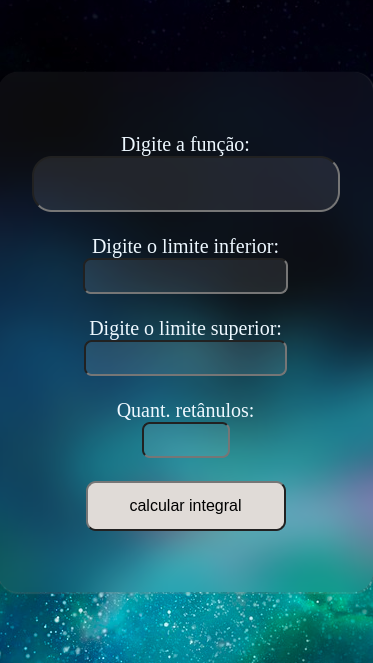 Digite a função:
Digite o limite inferior:
Digite o limite superior:
Quant. retânulos:
calcular integral